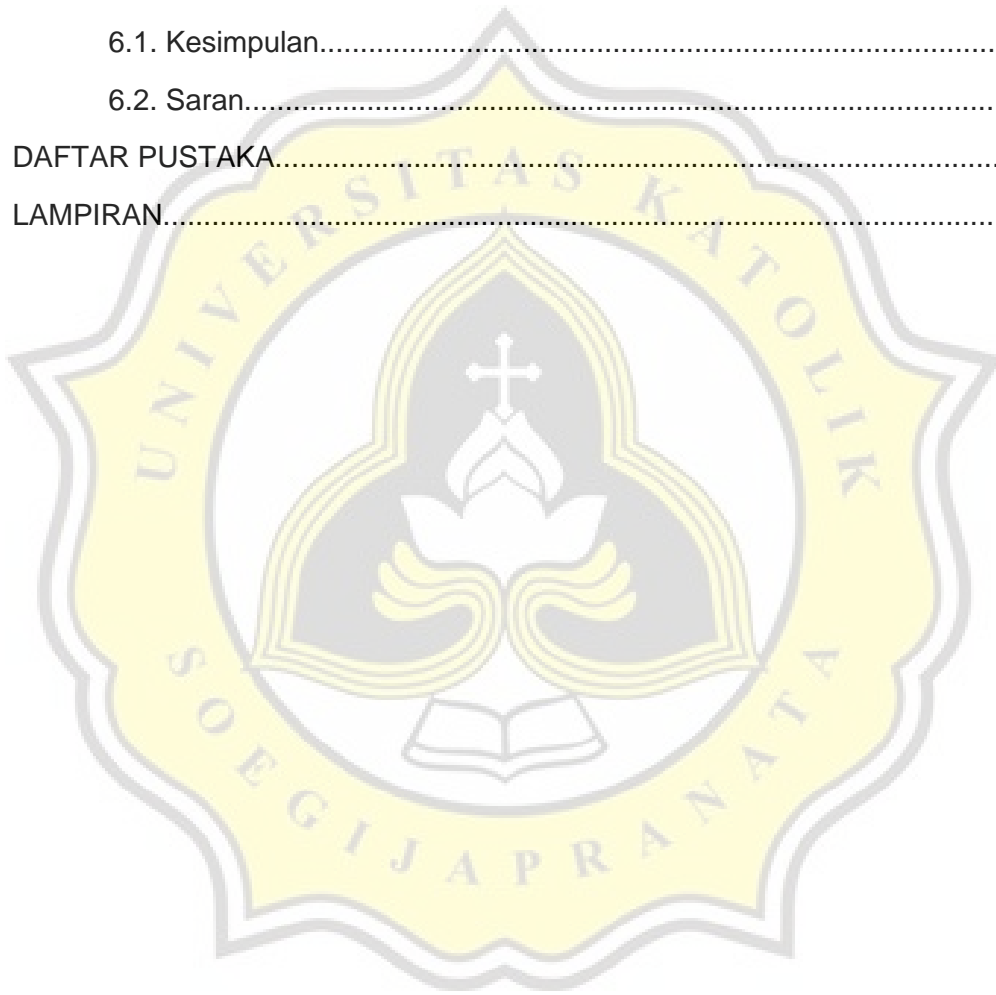 6.1. Kesimpulan....................................................................................
6.2. Saran.............................................................................................
DAFTAR PUSTAKA.........................................................................................
LAMPIRAN.......................................................................................................
UNIVERSITAS KATOLIK
SOEGIJAPRANATA